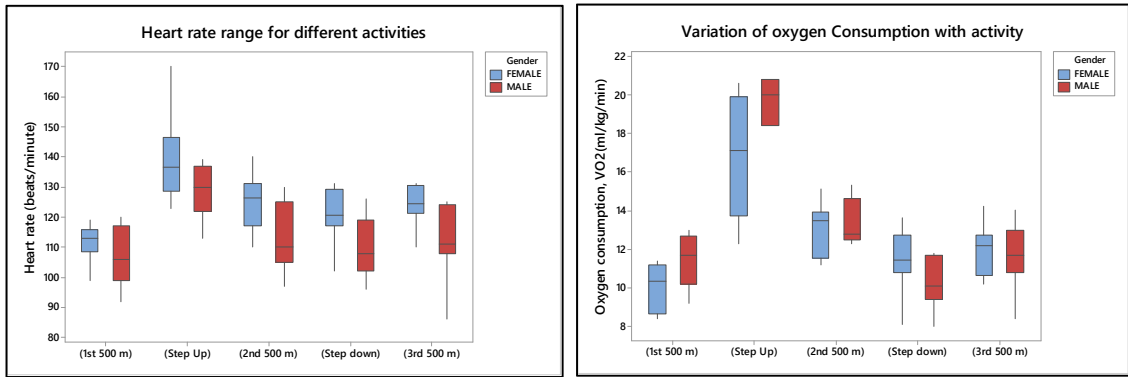 Heart rate range for different activities
Gender
FEMALE
MALE
Heart rate (beats/minute)
170
160
150
140
130
120
110
100
90
80
(1st 500 m) (Step Up) (2nd 500 m) (Step down) (3rd 500 m)
Variation of oxygen Consumption with activity
Gender
FEMALE
MALE
Oxygen consumption, VO2(ml/kg/min)
22
20
18
16
14
12
10
8
(1st 500 m) (Step Up) (2nd 500 m) (Step down) (3rd 500 m)